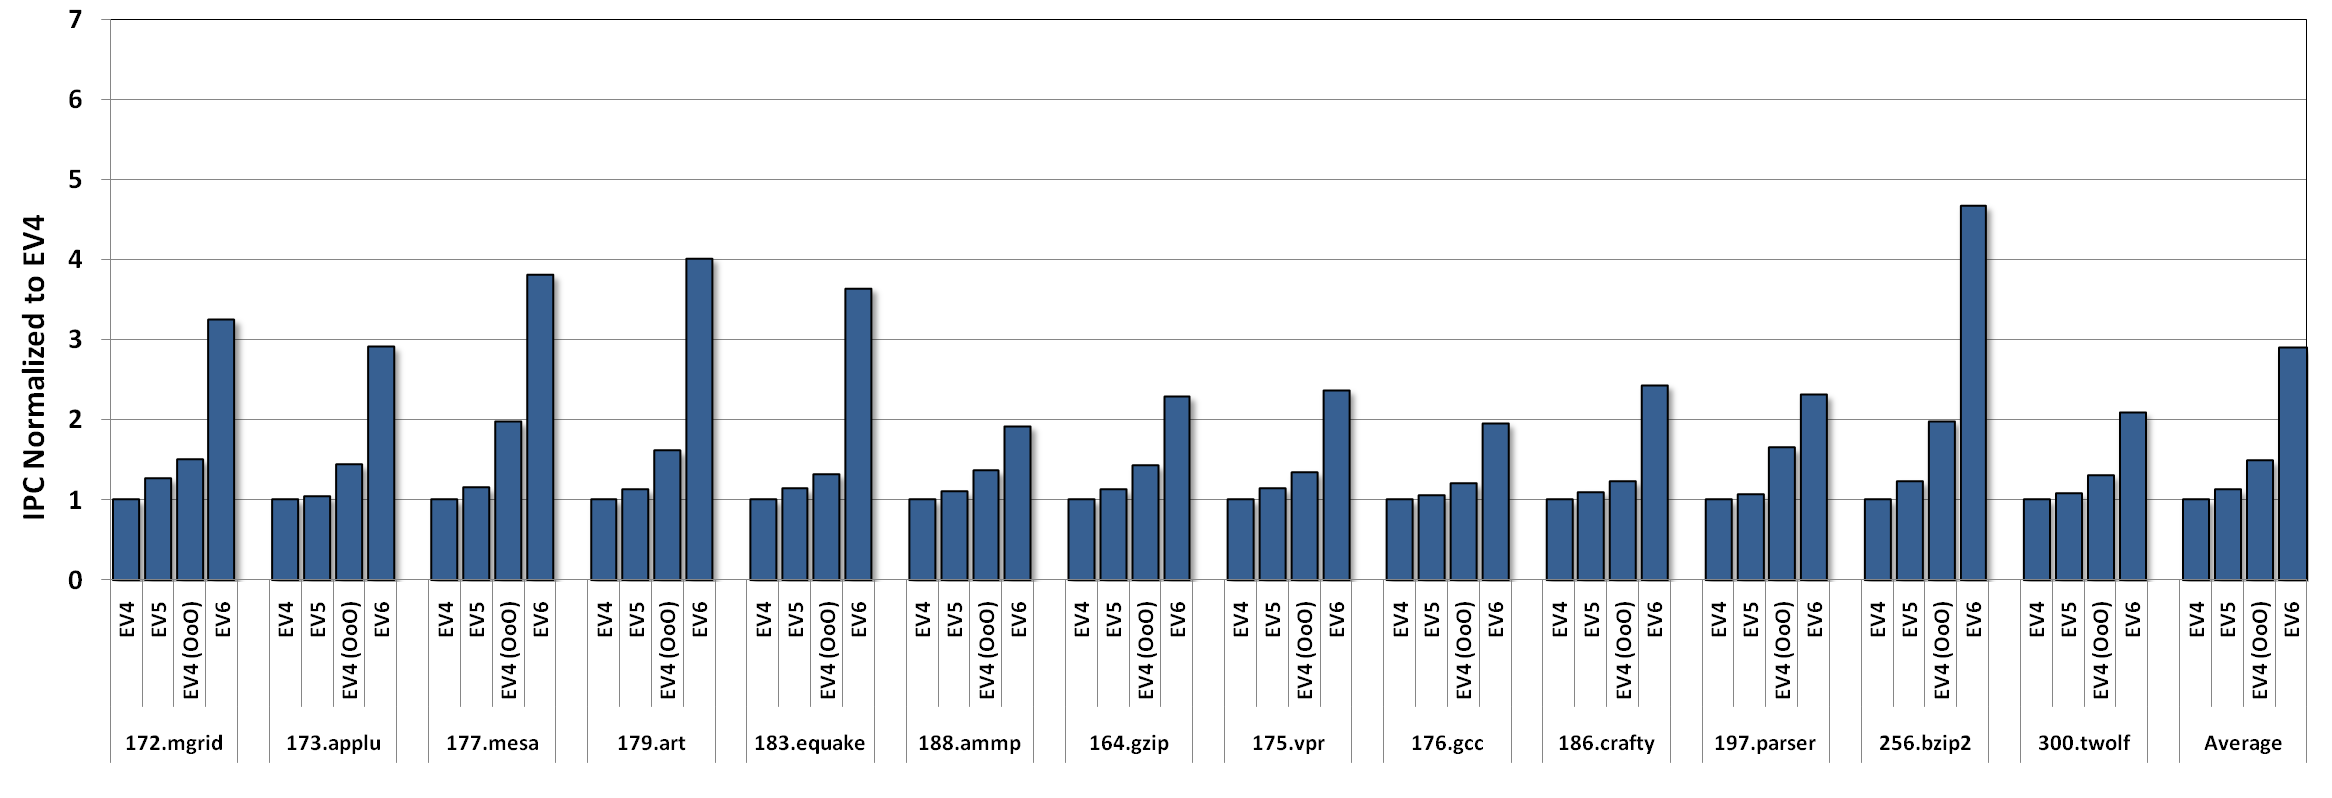 IPC Normalized to EV4
7
6
5
4
3
2
1
0
EV4 EV5 EV4 (OoO) EV6 EV4 EV5 EV4 (OoO) EV6 EV4 EV5 EV4 (OoO) EV6 EV4 EV5 EV4 (OoO) EV6 EV4 EV5 EV4 (OoO) EV6 EV4 EV5 EV4 (OoO) EV6 EV4 EV5 EV4 (OoO) EV6 EV4 EV5 EV4 (OoO) EV6 EV4 EV5 EV4 (OoO) EV6 EV4 EV5 EV4 (OoO) EV6 EV4 EV5 EV4 (OoO) EV6 EV4 EV5 EV4 (OoO) EV6 EV4 EV5 EV4 (OoO) EV6 EV4 EV5 EV4 (OoO) EV6
172.mgrid 173.applu 177.mesa 179.art 183.equake 188.ammp 164.gzip 175.vpr 176.gcc 186.crafty 197.parser 256.bzip2 300.twolf Average